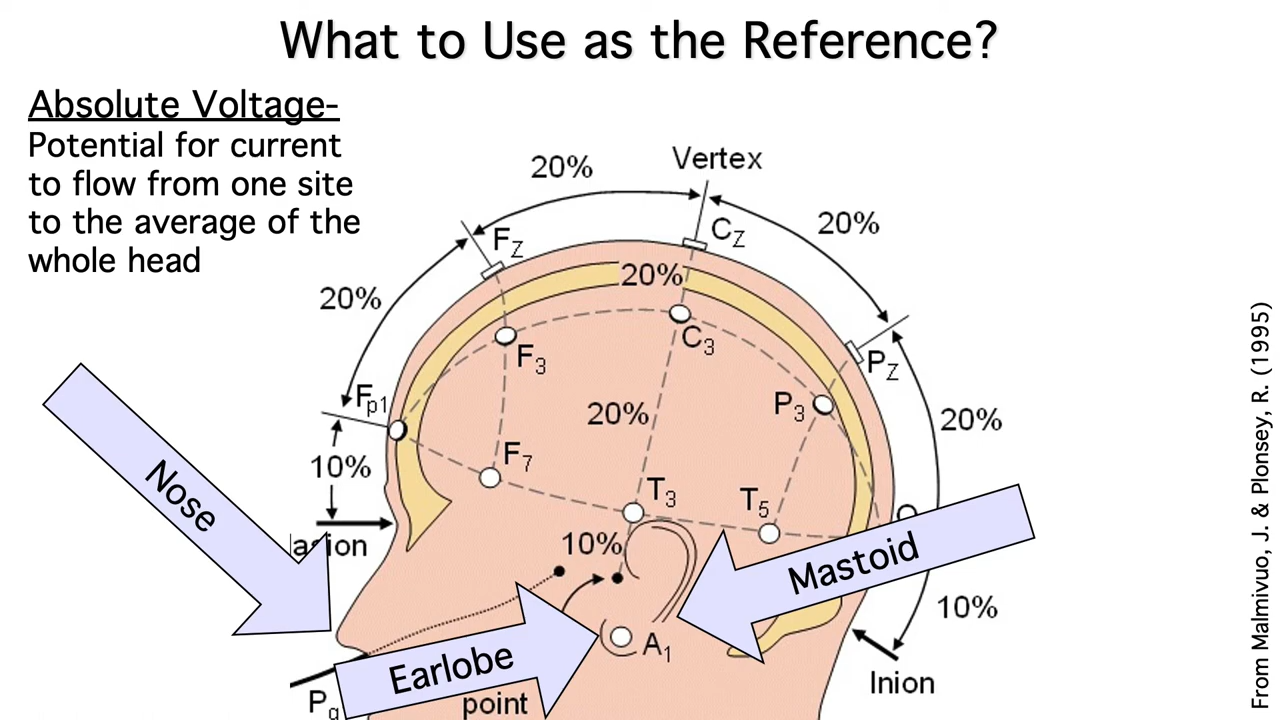 What to Use as the Reference?
Absolute Voltage-
Potential for current
to flow from one site
to the average of the
whole head
Vertex
20%
20%
20%
20%
20%
20%
10%
10%
10%
Fz
Cz
Pz
Fp1
F3
C3
P3
F7
T3
T5
A1
Nose
Mastoid
Earlobe
Inion
point
From Malmivuo, J. & Plonsey, R. (1995)